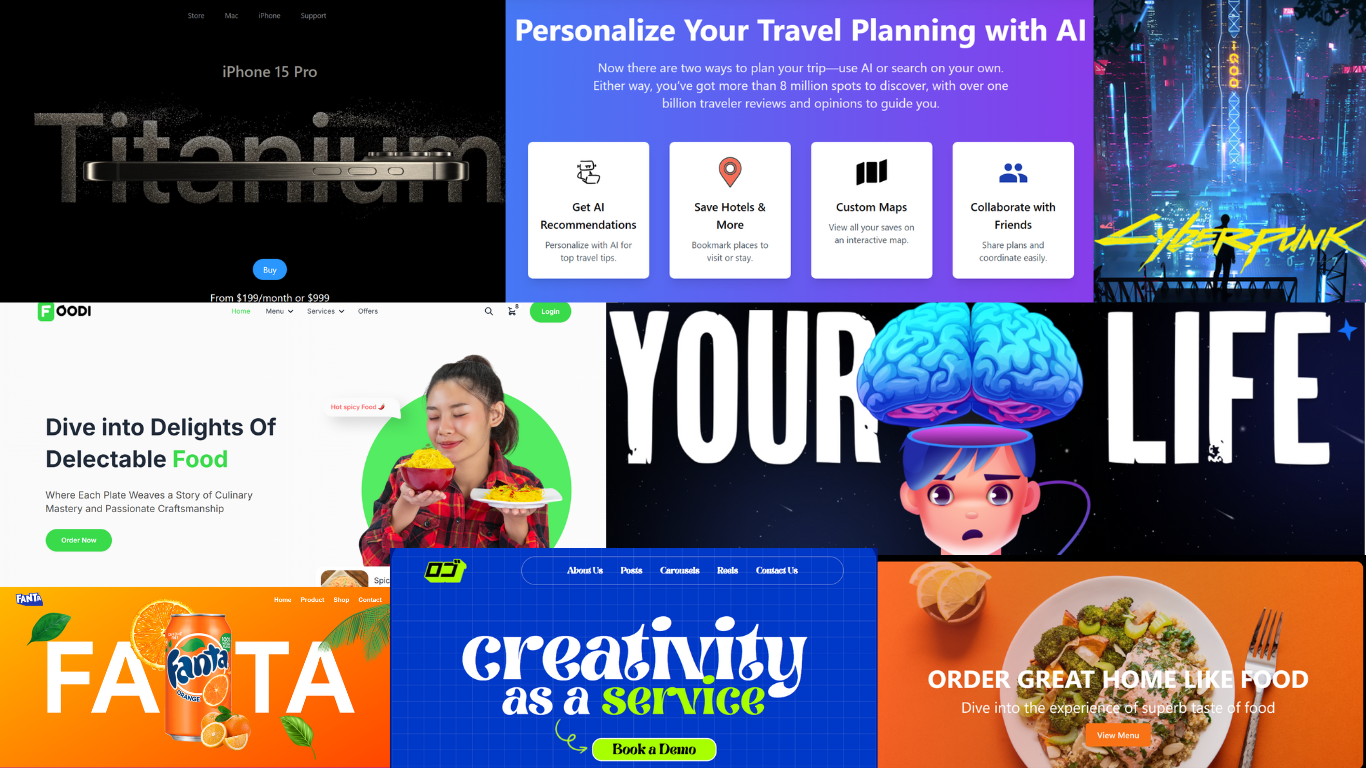 Store Mac iPhone Support
iPhone 15 Pro
Titanium
Buy
From $199/month or $999
Personalize Your Travel Planning with AI
Now there are two ways to plan your trip—use AI or search on your own.
Either way, you've got more than 8 million spots to discover, with over one
billion traveler reviews and opinions to guide you.
Get AI
Recommendations
Personalize with AI for
top travel tips.
Save Hotels &
More
Bookmark places to
visit or stay.
Custom Maps
View all your saves on
an interactive map.
Collaborate with
Friends
Share plans and
coordinate easily.
CYBERPUNK
2077
FOODI
Home Menu Services Offers
8
Login
Hot spicy Food
Dive into Delights Of
Delectable Food
Where Each Plate Weaves a Story of Culinary
Mastery and Passionate Craftsmanship
Order Now
Spic
YOUR LIFE
FANTA
Home Product Shop Contact
FANTA
fanta
ORANGE
About Us Posts Carousels Reels Contact Us
creativity
as a service
Book a Demo
ORDER GREAT HOME LIKE FOOD
Dive into the experience of superb taste of food
View Menu